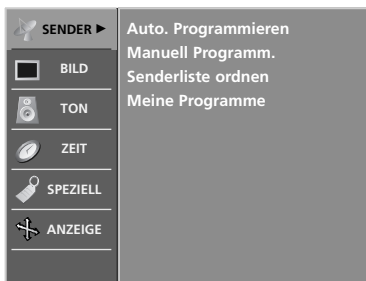 SENDER ►
BILD
TON
ZEIT
SPEZIELL
ANZEIGE
Auto. Programmieren
Manuell Programm.
Senderliste ordnen
Meine Programme